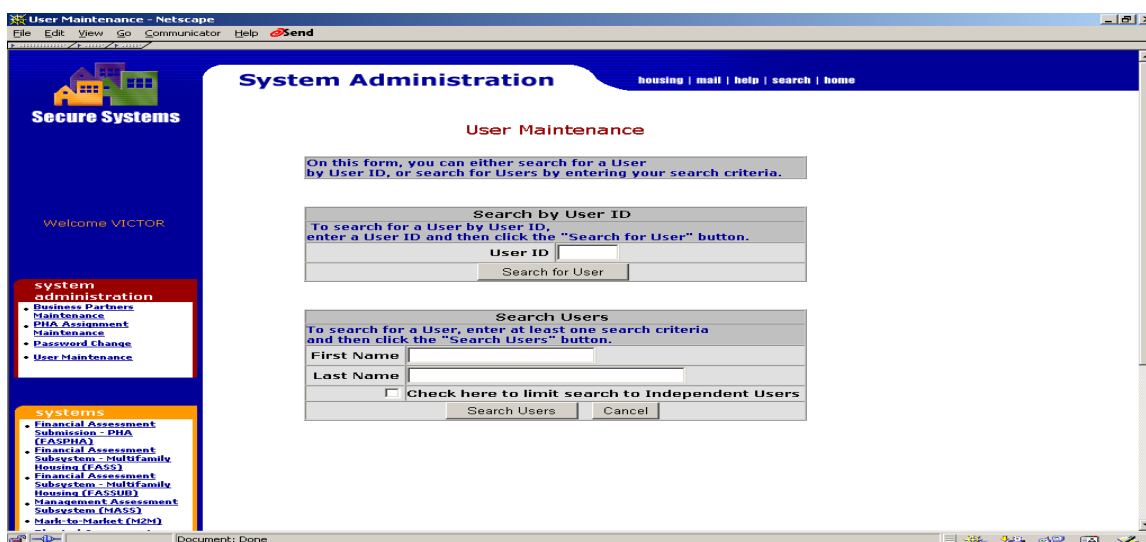 User Maintenance - Netscape
File Edit View Go Communicator Help Send
System Administration
housing | mail | help | search | home
Secure Systems
User Maintenance
On this form, you can either search for a User
by User ID, or search for Users by entering your search criteria.
Welcome VICTOR
Search by User ID
To search for a User by User ID,
enter a User ID and then click the "Search for User" button.
User ID
Search for User
system
administration
Business Partners
Maintenance
PHA Assignment
Maintenance
Password Change
User Maintenance
Search Users
To search for a User, enter at least one search criteria
and then click the "Search Users" button.
First Name
Last Name
Check here to limit search to Independent Users
Search Users Cancel
systems
Financial Assessment
Submission - PHA
(FASPHA)
Financial Assessment
Subsystem - Multifamily
Housing (FASS)
Financial Assessment
Subsystem - Multifamily
Housing (FASSUB)
Management Assessment
Subsystem (MASS)
Mark-to-Market (M2M)
Document: Done